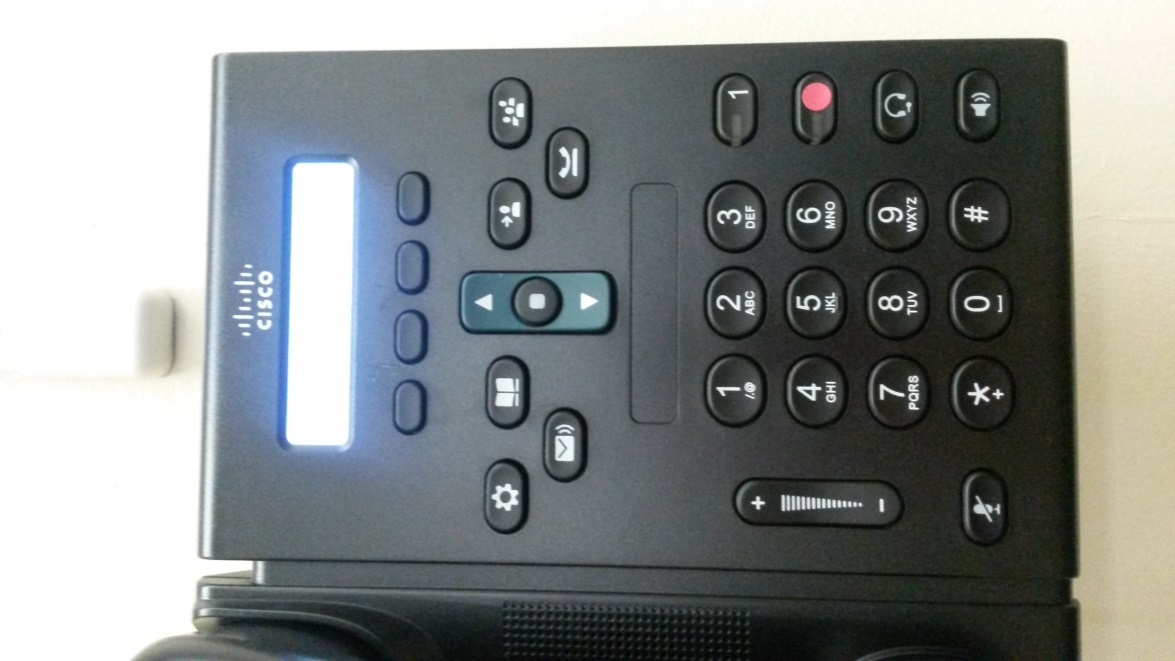 CISCO
+
1 2 3 1
/.@ ABC DEF
4 5 6
GHI JKL MNO
7 8 9
PQRS TUV WXYZ
−
* 0 #
+